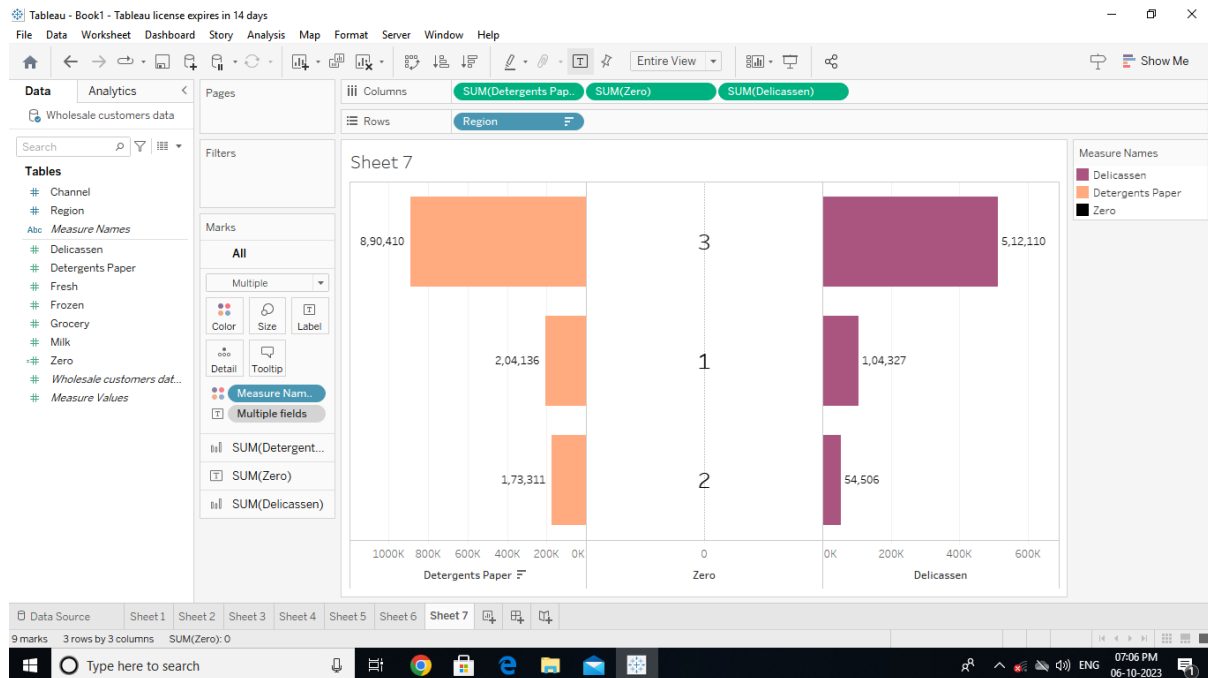 Tableau - Book1 - Tableau license expires in 14 days
File Data Worksheet Dashboard Story Analysis Map Format Server Window Help
Entire View
Show Me
Data Analytics
Wholesale customers data
Search
Tables
# Channel
# Region
Abc Measure Names
# Delicassen
# Detergents Paper
# Fresh
# Frozen
# Grocery
# Milk
=# Zero
# Wholesale customers dat...
# Measure Values
Pages
Filters
Marks
All
Multiple
Color Size Label
Detail Tooltip
Measure Nam..
Multiple fields
SUM(Detergent...
SUM(Zero)
SUM(Delicassen)
Columns SUM(Detergents Pap.. SUM(Zero) SUM(Delicassen)
Rows Region
Sheet 7
8,90,410 3 5,12,110
2,04,136 1 1,04,327
1,73,311 2 54,506
1000K 800K 600K 400K 200K 0K 0 0K 200K 400K 600K
Detergents Paper Zero Delicassen
Measure Names
Delicassen
Detergents Paper
Zero
Data Source Sheet 1 Sheet 2 Sheet 3 Sheet 4 Sheet 5 Sheet 6 Sheet 7
9 marks 3 rows by 3 columns SUM(Zero): 0
Type here to search
ENG
07:06 PM
06-10-2023
1